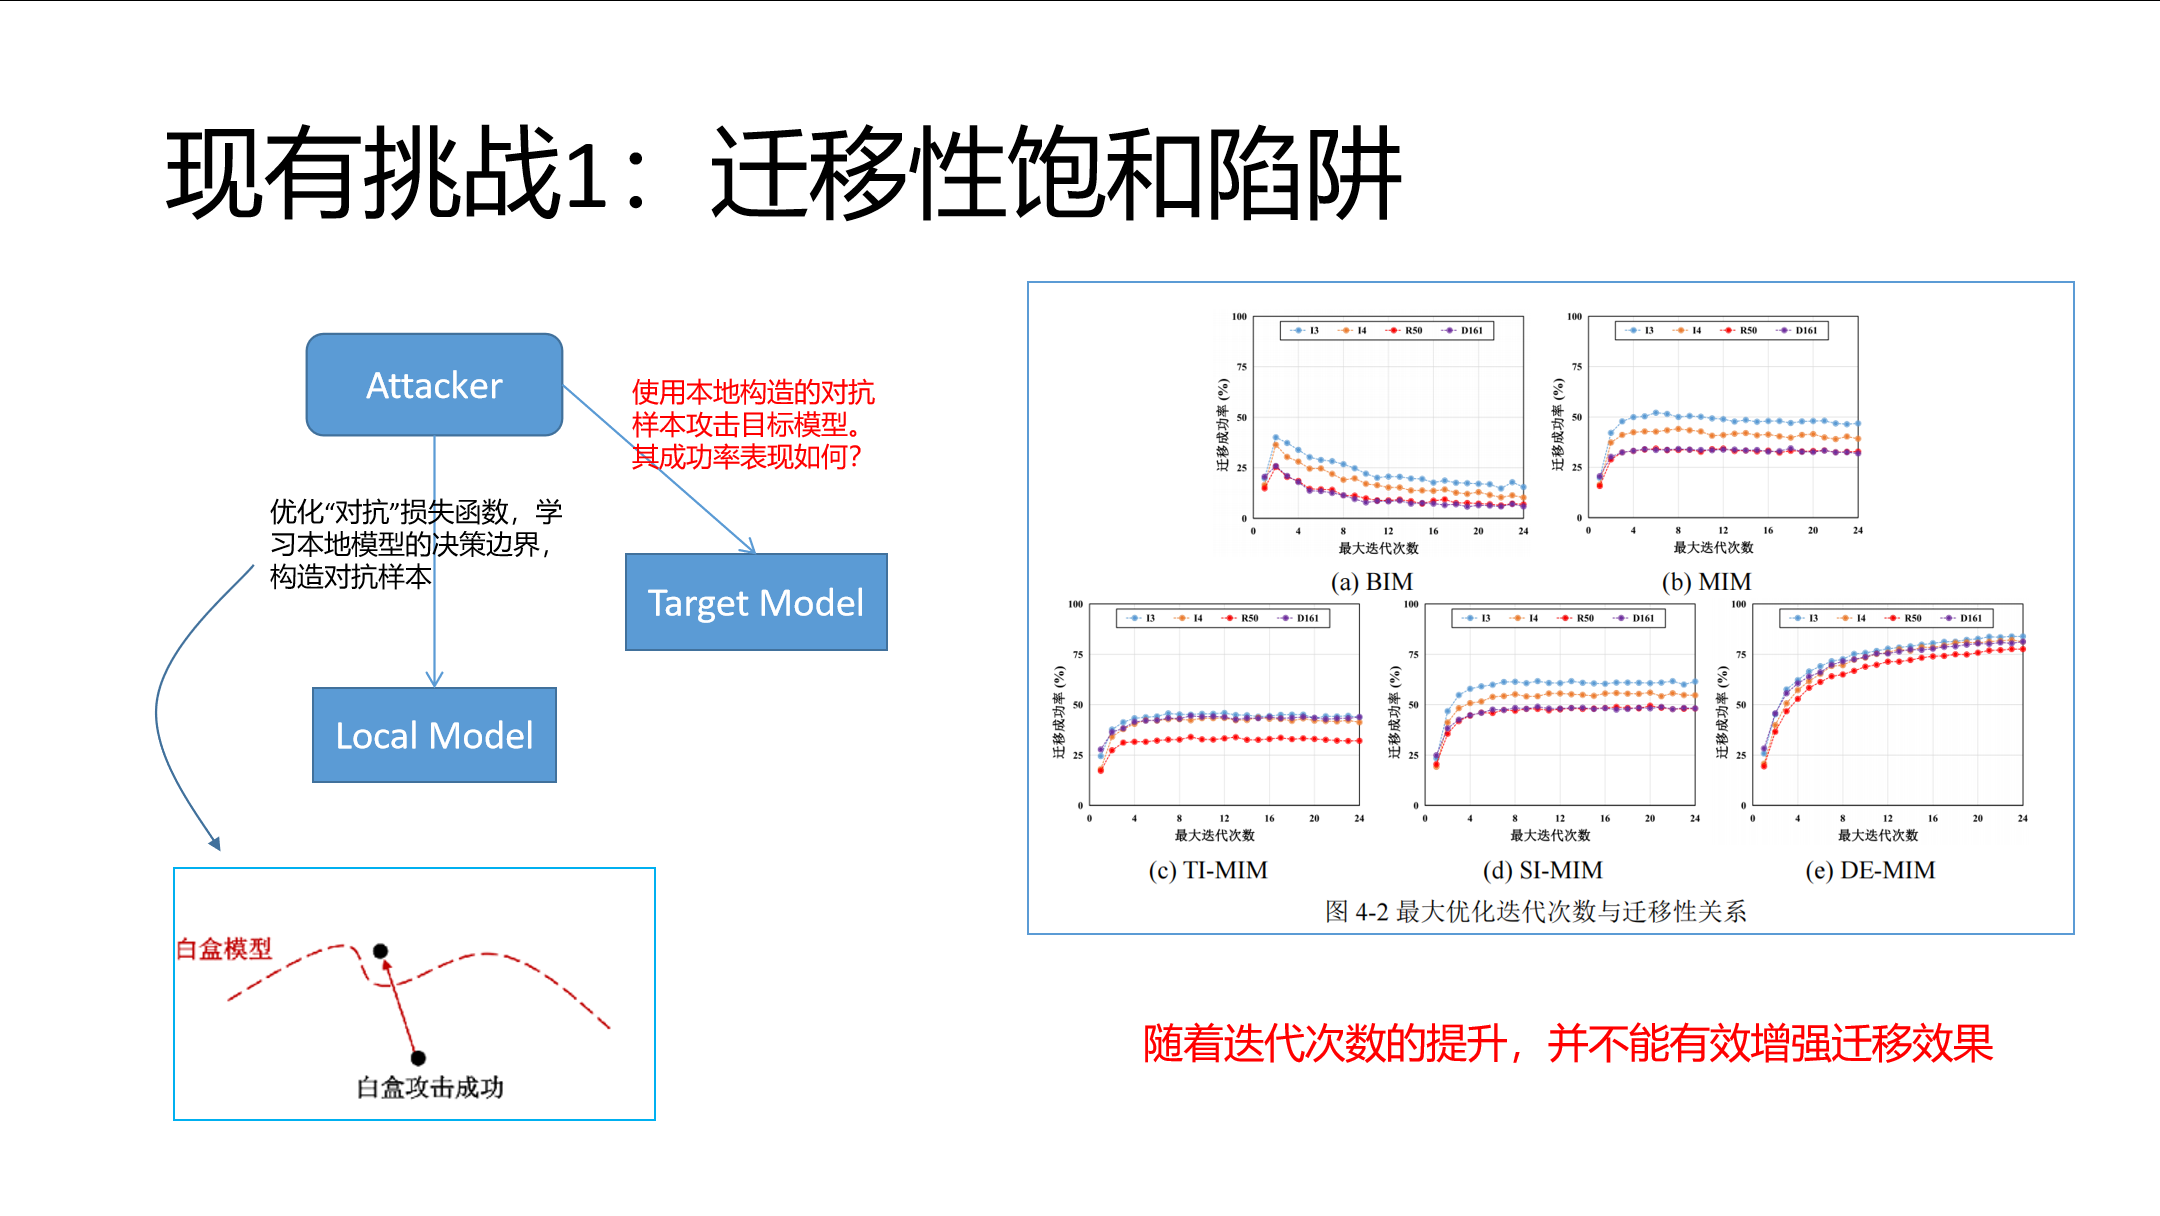 现有挑战1：迁移性饱和陷阱
Attacker
使用本地构造的对抗
样本攻击目标模型。
其成功率表现如何？
优化“对抗”损失函数，学
习本地模型的决策边界，
构造对抗样本
Target Model
Local Model
白盒模型
白盒攻击成功
I3 I4 R50 D161
迁移成功率 (%)
100
75
50
25
0
0 4 8 12 16 20 24
最大迭代次数
(a) BIM
I3 I4 R50 D161
迁移成功率 (%)
100
75
50
25
0
0 4 8 12 16 20 24
最大迭代次数
(b) MIM
I3 I4 R50 D161
迁移成功率 (%)
100
75
50
25
0
0 4 8 12 16 20 24
最大迭代次数
(c) TI-MIM
I3 I4 R50 D161
迁移成功率 (%)
100
75
50
25
0
0 4 8 12 16 20 24
最大迭代次数
(d) SI-MIM
I3 I4 R50 D161
迁移成功率 (%)
100
75
50
25
0
0 4 8 12 16 20 24
最大迭代次数
(e) DE-MIM
图 4-2 最大优化迭代次数与迁移性关系
随着迭代次数的提升，并不能有效增强迁移效果